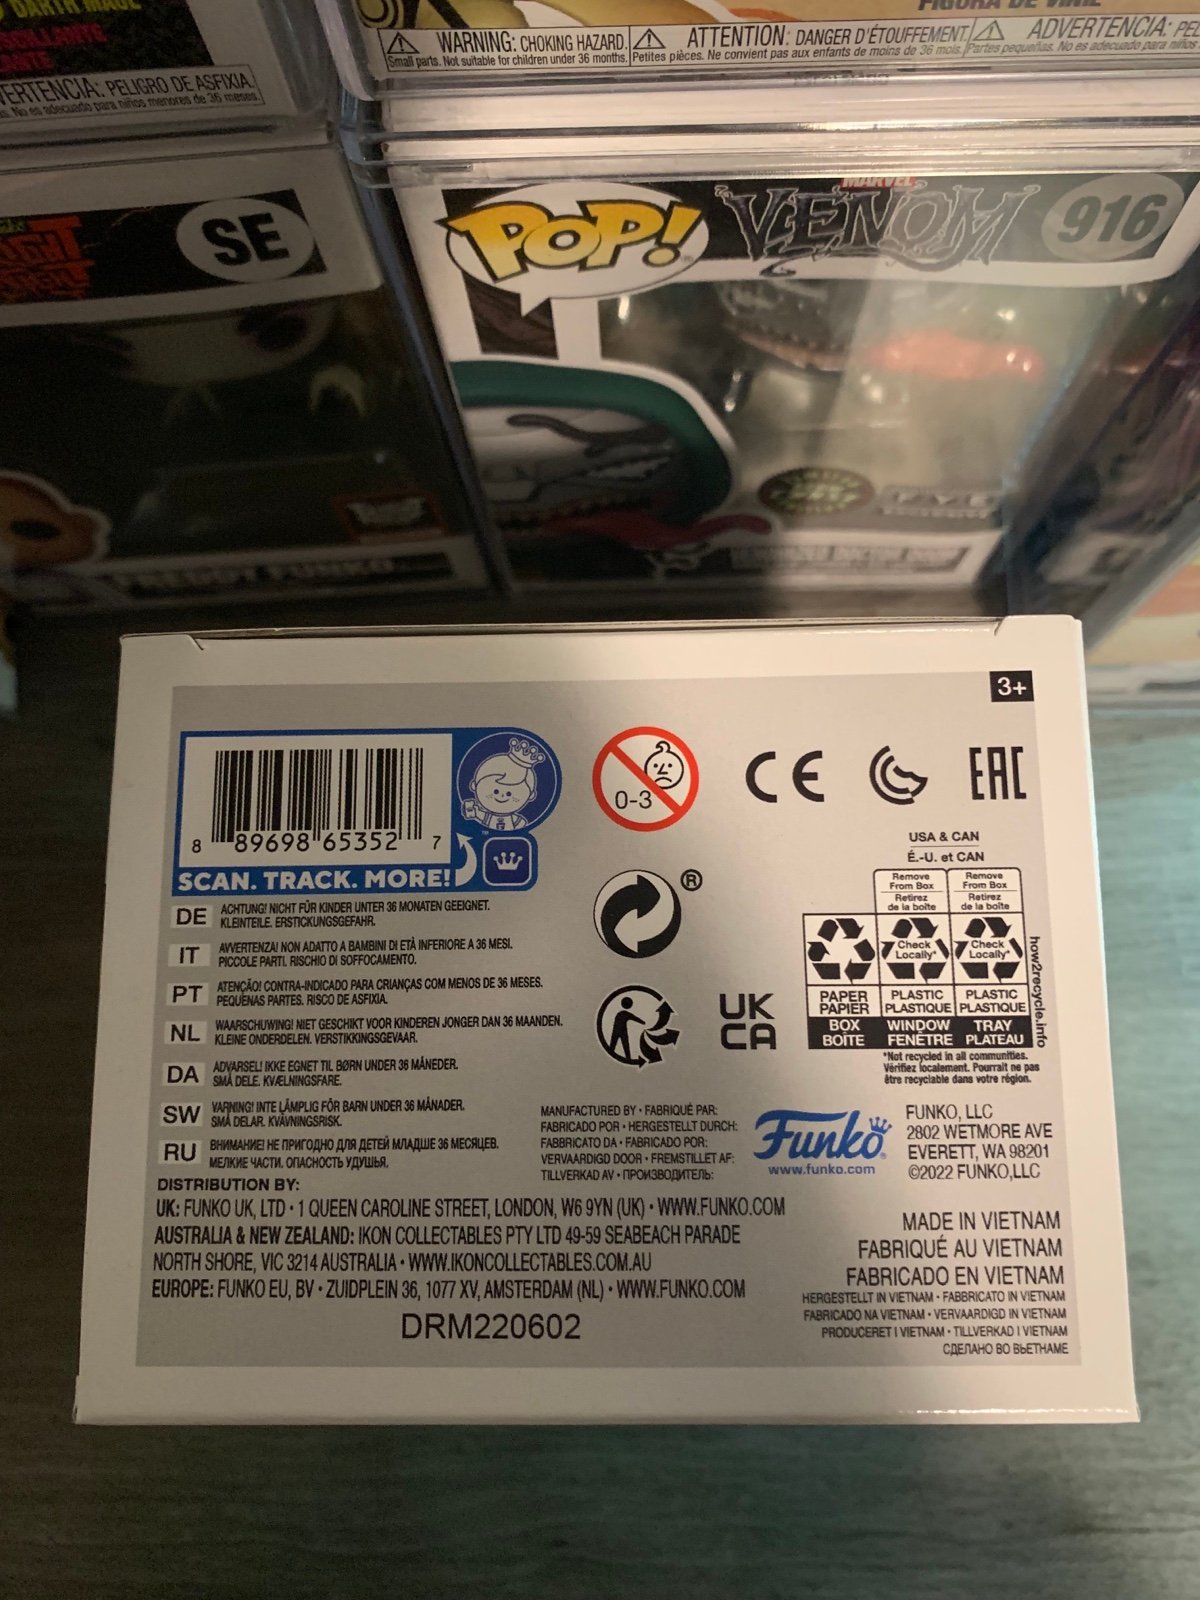 DARTH MAUL
ADVERTENCIA: PELIGRO DE ASFIXIA.
No es adecuado para niños menores de 36 meses.
FIGURA DE VINIL
WARNING: CHOKING HAZARD.
Small parts. Not suitable for children under 36 months.
ATTENTION: DANGER D'ÉTOUFFEMENT.
Petites pièces. Ne convient pas aux enfants de moins de 36 mois.
ADVERTENCIA: PEL
Partes pequeñas. No es adecuado para niños
SE
FREDDY FUNKO
POP!
MARVEL
VENOM
916
3+
8 89698 65352 7
SCAN. TRACK. MORE!
™
0-3
CE
EAC
DE
ACHTUNG! NICHT FÜR KINDER UNTER 36 MONATEN GEEIGNET.
KLEINTEILE. ERSTICKUNGSGEFAHR.
IT
AVVERTENZA! NON ADATTO A BAMBINI DI ETÀ INFERIORE A 36 MESI.
PICCOLE PARTI. RISCHIO DI SOFFOCAMENTO.
PT
ATENÇÃO! CONTRA-INDICADO PARA CRIANÇAS COM MENOS DE 36 MESES.
PEQUENAS PARTES. RISCO DE ASFIXIA.
NL
WAARSCHUWING! NIET GESCHIKT VOOR KINDEREN JONGER DAN 36 MAANDEN.
KLEINE ONDERDELEN. VERSTIKKINGSGEVAAR.
DA
ADVARSEL! IKKE EGNET TIL BØRN UNDER 36 MÅNEDER.
SMÅ DELE. KVÆLNINGSFARE.
SW
VARNING! INTE LÄMPLIG FÖR BARN UNDER 36 MÅNADER.
SMÅ DELAR. KVÄVNINGSRISK.
RU
ВНИМАНИЕ! НЕ ПРИГОДНО ДЛЯ ДЕТЕЙ МЛАДШЕ 36 МЕСЯЦЕВ.
МЕЛКИЕ ЧАСТИ. ОПАСНОСТЬ УДУШЬЯ.
®
UK
CA
USA & CAN
É.-U. et CAN
Remove
From Box
Retirez
de la boîte
Remove
From Box
Retirez
de la boîte
Check
Locally*
Check
Locally*
PAPER
PAPIER
BOX
BOÎTE
PLASTIC
PLASTIQUE
WINDOW
FENÊTRE
PLASTIC
PLASTIQUE
TRAY
PLATEAU
how2recycle.info
*Not recycled in all communities.
Vérifiez localement. Pourrait ne pas
être recyclable dans votre région.
MANUFACTURED BY • FABRIQUÉ PAR:
FABRICADO POR • HERGESTELLT DURCH:
FABBRICATO DA • FABRICADO POR:
VERVAARDIGD DOOR • FREMSTILLET AF:
TILLVERKAD AV • ПРОИЗВОДИТЕЛЬ:
Funko
www.funko.com
FUNKO, LLC
2802 WETMORE AVE
EVERETT, WA 98201
©2022 FUNKO,LLC
DISTRIBUTION BY:
UK: FUNKO UK, LTD • 1 QUEEN CAROLINE STREET, LONDON, W6 9YN (UK) • WWW.FUNKO.COM
AUSTRALIA & NEW ZEALAND: IKON COLLECTABLES PTY LTD 49-59 SEABEACH PARADE
NORTH SHORE, VIC 3214 AUSTRALIA • WWW.IKONCOLLECTABLES.COM.AU
EUROPE: FUNKO EU, BV • ZUIDPLEIN 36, 1077 XV, AMSTERDAM (NL) • WWW.FUNKO.COM
DRM220602
MADE IN VIETNAM
FABRIQUÉ AU VIETNAM
FABRICADO EN VIETNAM
HERGESTELLT IN VIETNAM • FABBRICATO IN VIETNAM
FABRICADO NA VIETNAM • VERVAARDIGD IN VIETNAM
PRODUCERET I VIETNAM • TILLVERKAD I VIETNAM
СДЕЛАНО ВО ВЬЕТНАМЕ